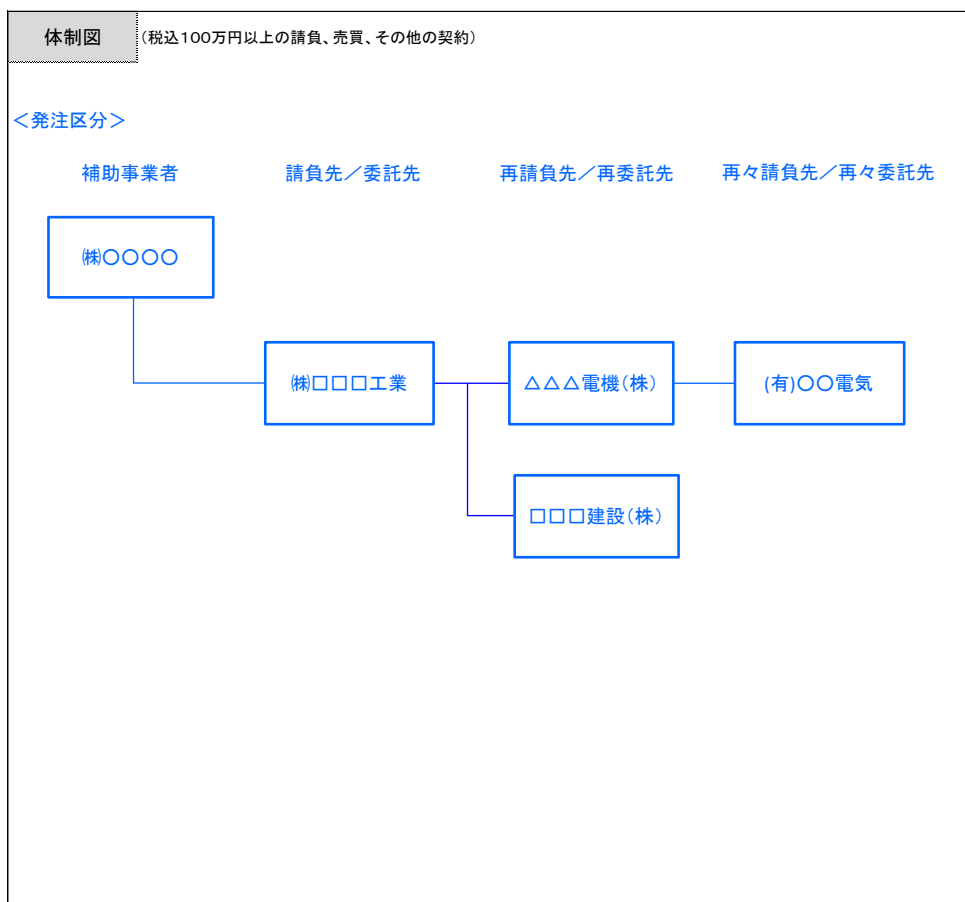 体制図 (税込100万円以上の請負、売買、その他の契約)
＜発注区分＞
補助事業者 請負先／委託先 再請負先／再委託先 再々請負先／再々委託先
㈱○○○○
㈱□□□工業 △△△電機(株) (有)○○電気
□□□建設(株)